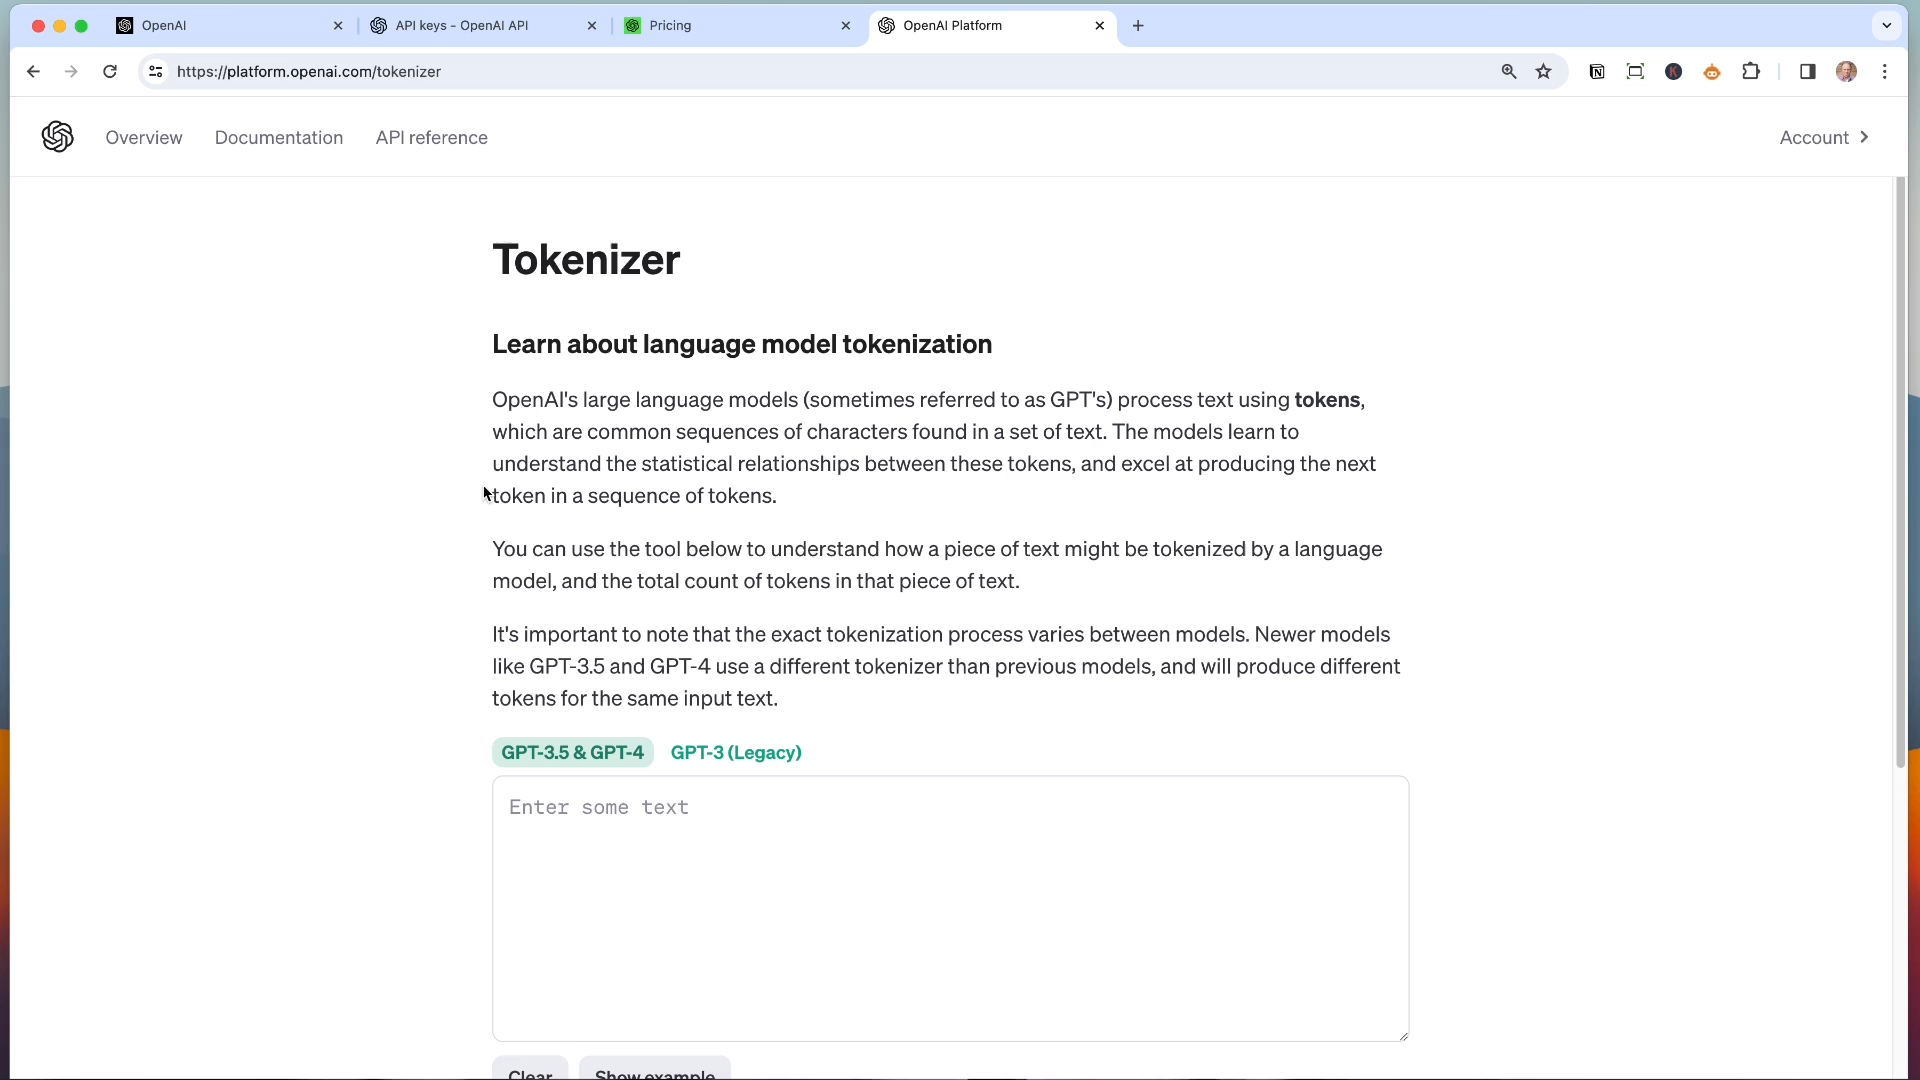 OpenAI
API keys - OpenAI API
Pricing
OpenAI Platform
https://platform.openai.com/tokenizer
Overview
Documentation
API reference
Account
Tokenizer
Learn about language model tokenization
OpenAI's large language models (sometimes referred to as GPT's) process text using tokens,
which are common sequences of characters found in a set of text. The models learn to
understand the statistical relationships between these tokens, and excel at producing the next
token in a sequence of tokens.
You can use the tool below to understand how a piece of text might be tokenized by a language
model, and the total count of tokens in that piece of text.
It's important to note that the exact tokenization process varies between models. Newer models
like GPT-3.5 and GPT-4 use a different tokenizer than previous models, and will produce different
tokens for the same input text.
GPT-3.5 & GPT-4
GPT-3 (Legacy)
Enter some text
Clear
Show example